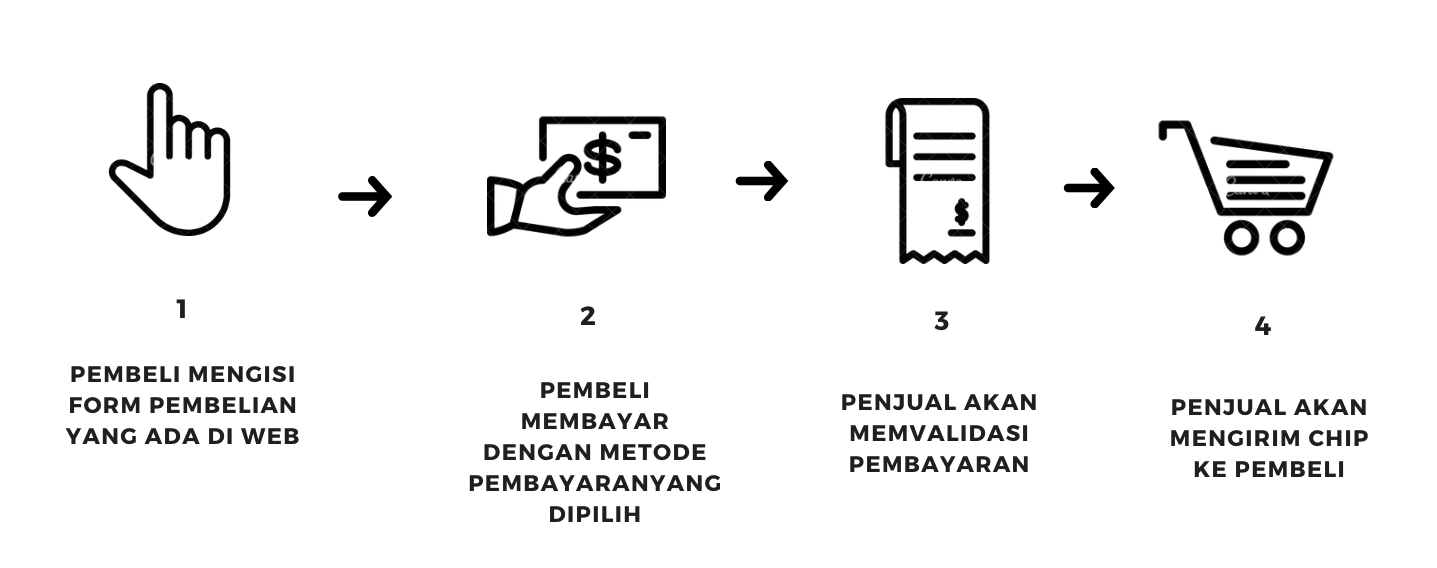 1
PEMBELI MENGISI
FORM PEMBELIAN
YANG ADA DI WEB
2
PEMBELI
MEMBAYAR
DENGAN METODE
PEMBAYARANYANG
DIPILIH
3
PENJUAL AKAN
MEMVALIDASI
PEMBAYARAN
4
PENJUAL AKAN
MENGIRIM CHIP
KE PEMBELI